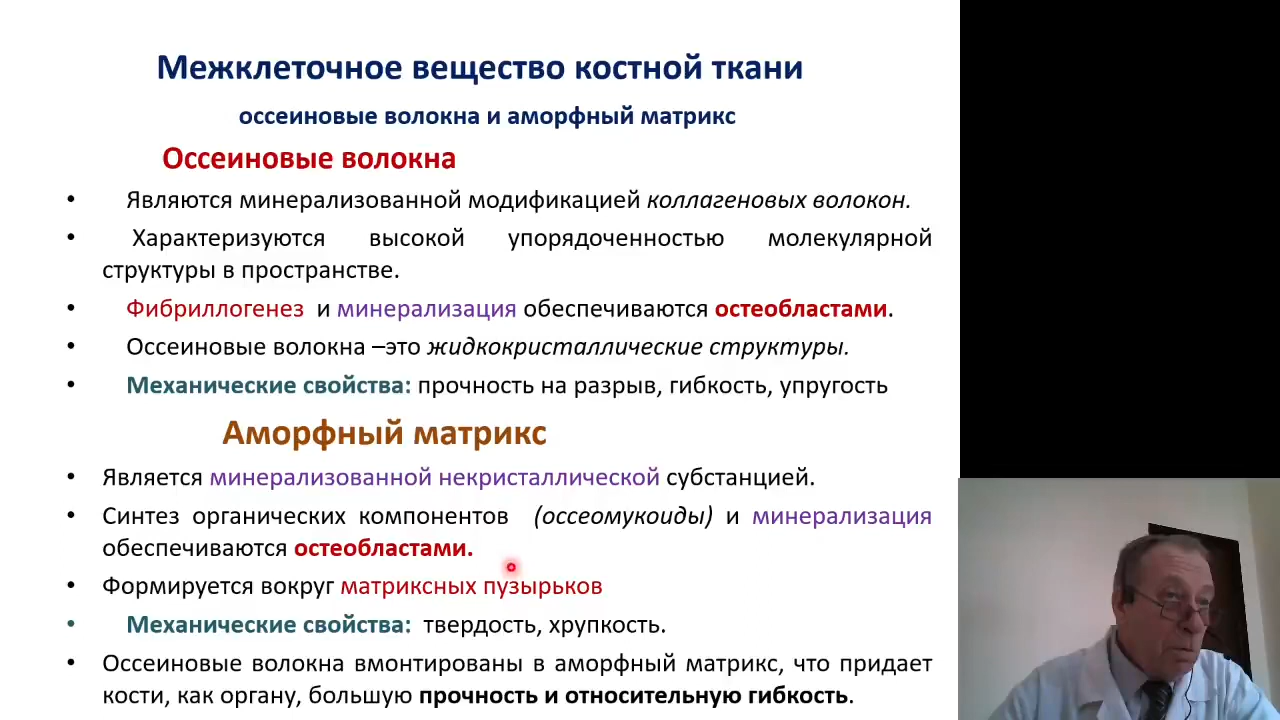 Межклеточное вещество костной ткани
оссеиновые волокна и аморфный матрикс
Оссеиновые волокна
• Являются минерализованной модификацией коллагеновых волокон.
• Характеризуются высокой упорядоченностью молекулярной
структуры в пространстве.
• Фибриллогенез и минерализация обеспечиваются остеобластами.
• Оссеиновые волокна –это жидкокристаллические структуры.
• Механические свойства: прочность на разрыв, гибкость, упругость
Аморфный матрикс
• Является минерализованной некристаллической субстанцией.
• Синтез органических компонентов (оссеомукоиды) и минерализация
обеспечиваются остеобластами.
• Формируется вокруг матриксных пузырьков
• Механические свойства: твердость, хрупкость.
• Оссеиновые волокна вмонтированы в аморфный матрикс, что придает
кости, как органу, большую прочность и относительную гибкость.